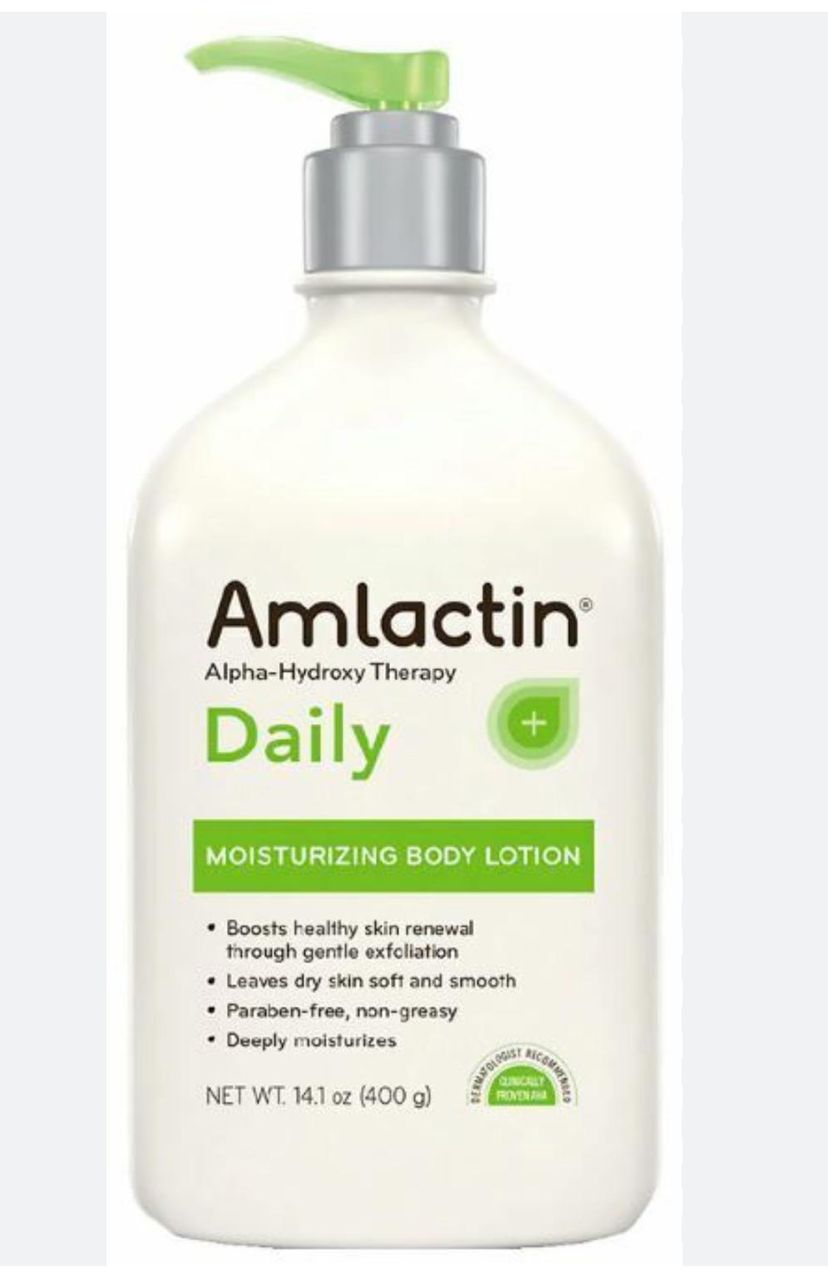 Amlactin®
Alpha-Hydroxy Therapy
Daily
+
MOISTURIZING BODY LOTION
• Boosts healthy skin renewal
through gentle exfoliation
• Leaves dry skin soft and smooth
• Paraben-free, non-greasy
• Deeply moisturizes
DERMATOLOGIST RECOMMENDED
CLINICALLY
PROVEN AHA
NET WT. 14.1 oz (400 g)